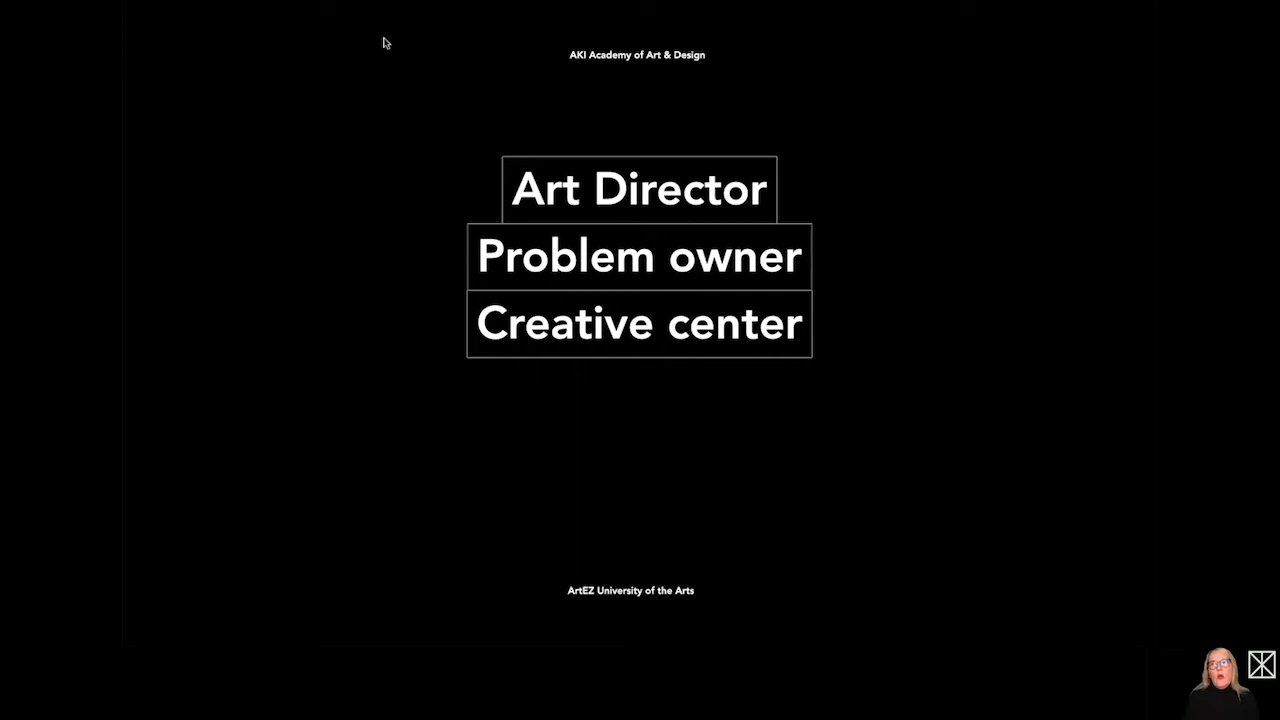 AKI Academy of Art & Design
Art Director
Problem owner
Creative center
ArtEZ University of the Arts